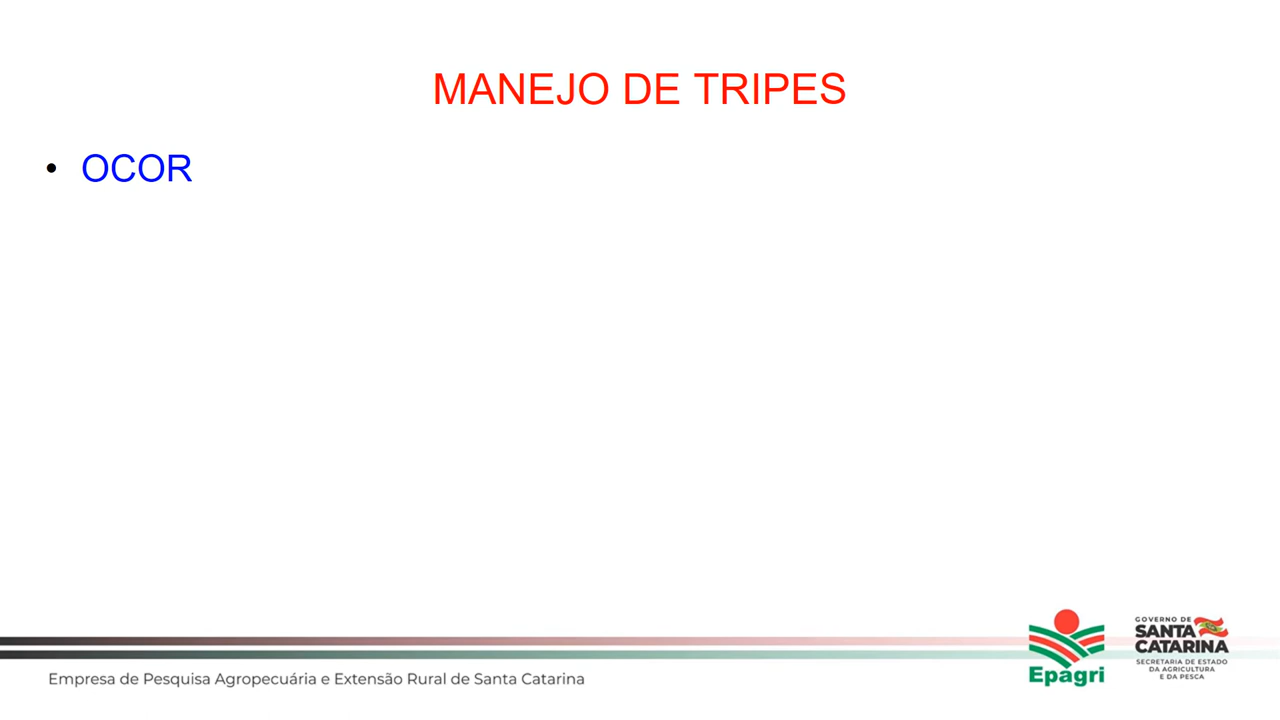 MANEJO DE TRIPES
• OCOR
Empresa de Pesquisa Agropecuária e Extensão Rural de Santa Catarina
Epagri
GOVERNO DE
SANTA
CATARINA
SECRETARIA DE ESTADO
DA AGRICULTURA
E DA PESCA